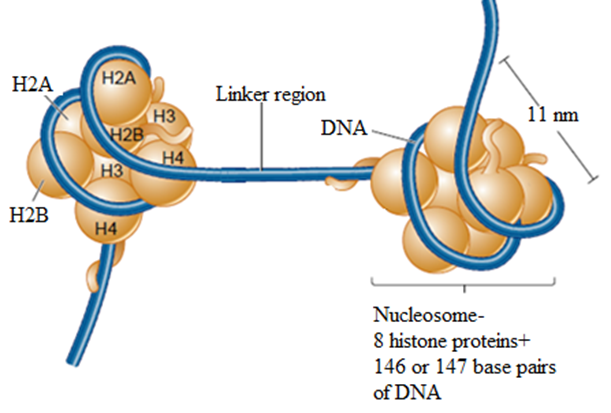 H2A
H2A
H3
H2B
H4
H3
H2B
H4
Linker region
DNA
11 nm
Nucleosome-
8 histone proteins+
146 or 147 base pairs
of DNA